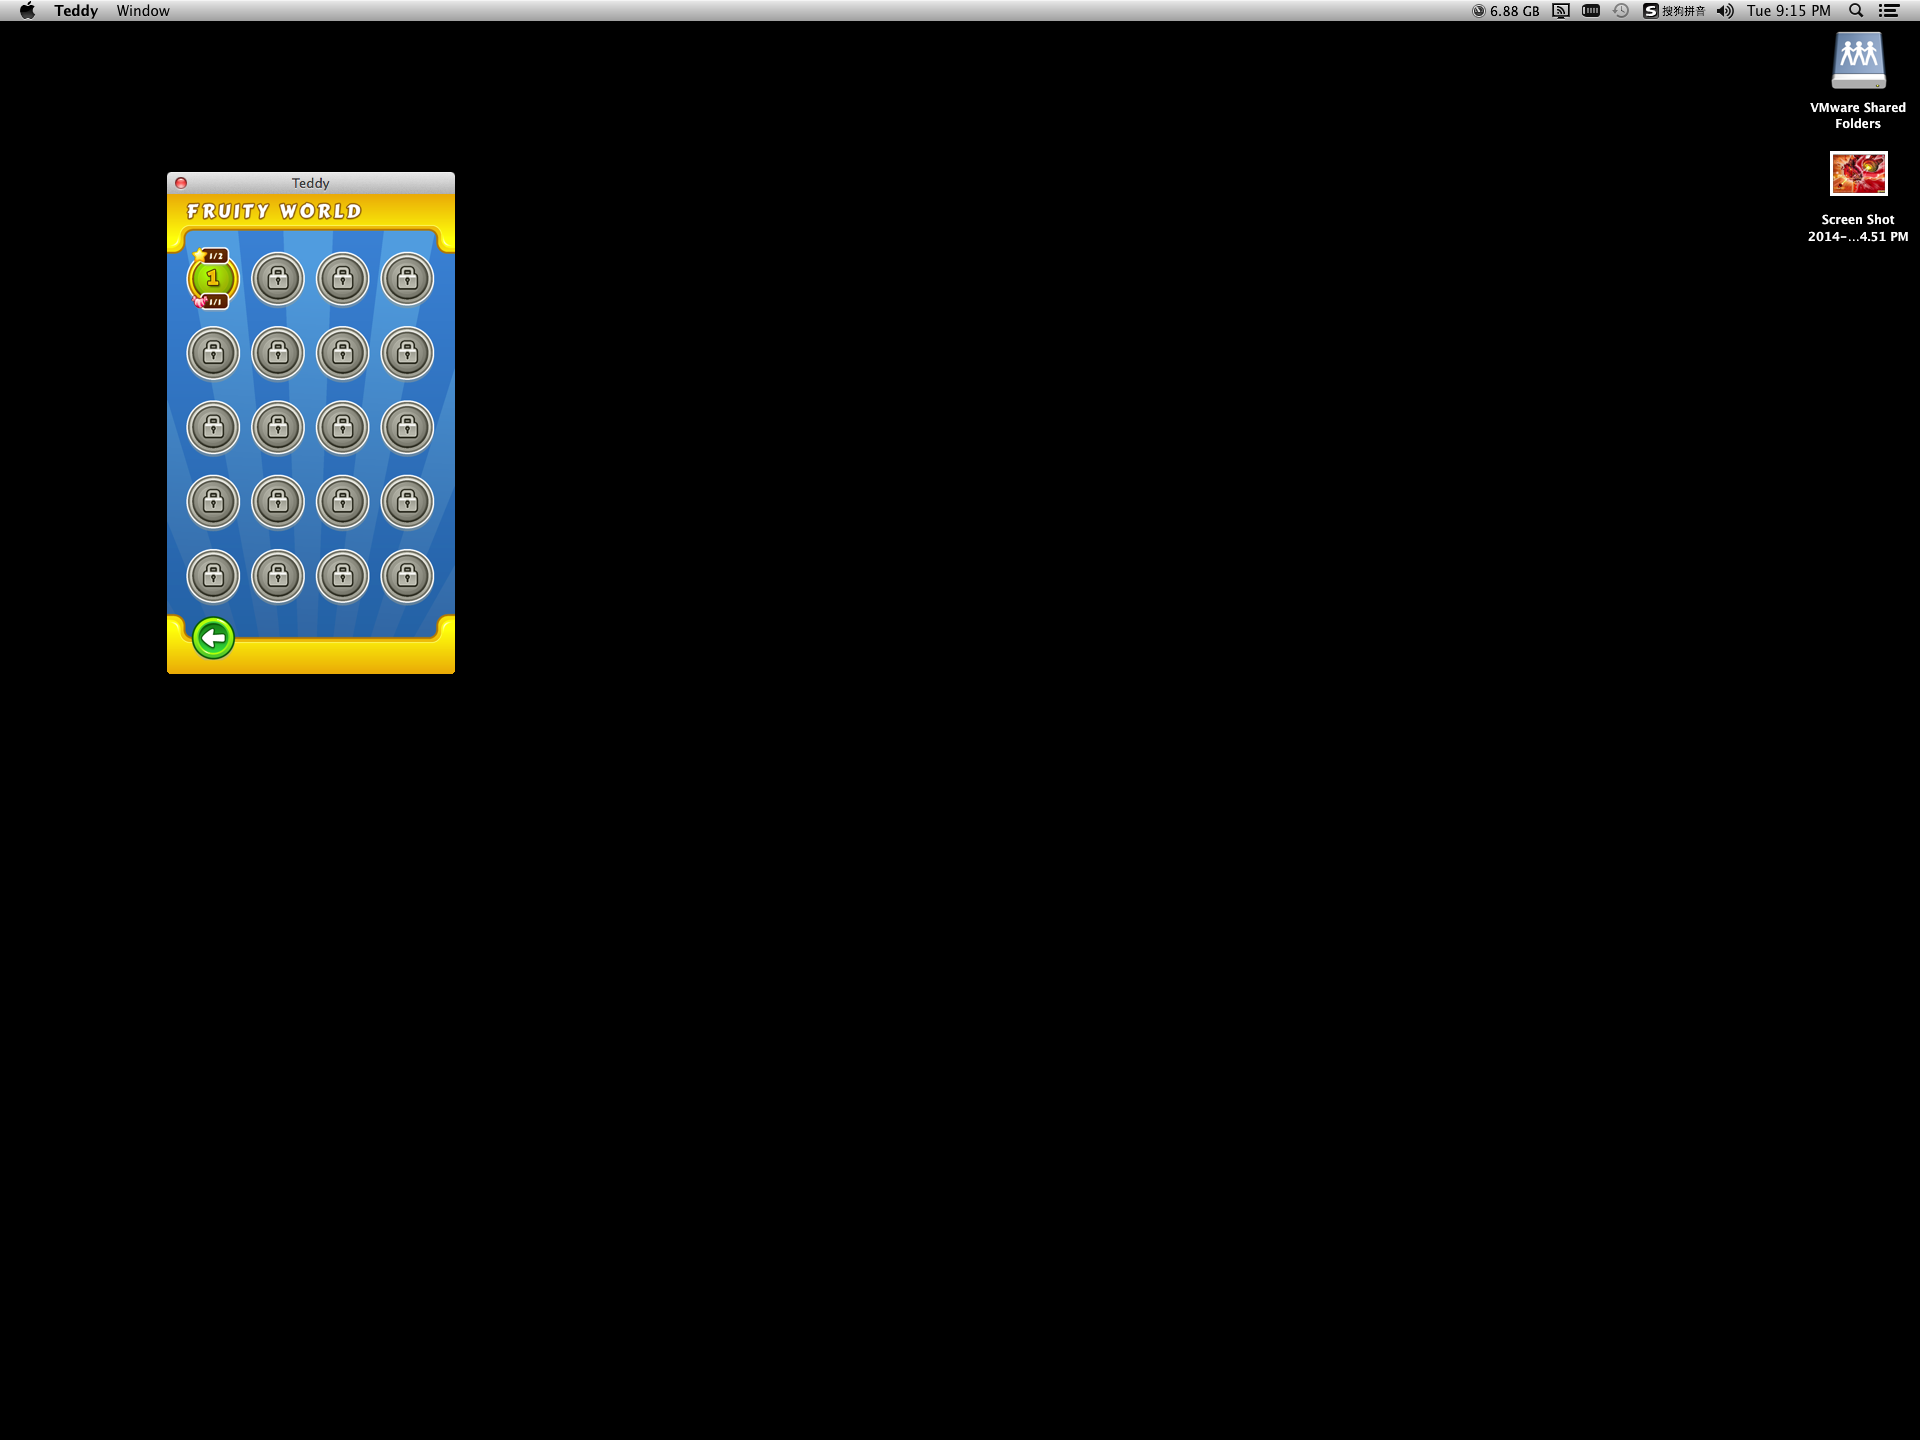 Teddy Window 6.88 GB S 搜狗拼音 Tue 9:15 PM
VMware Shared
Folders
Screen Shot
2014-...4.51 PM
Teddy
FRUITY WORLD
1/2
1
1/1